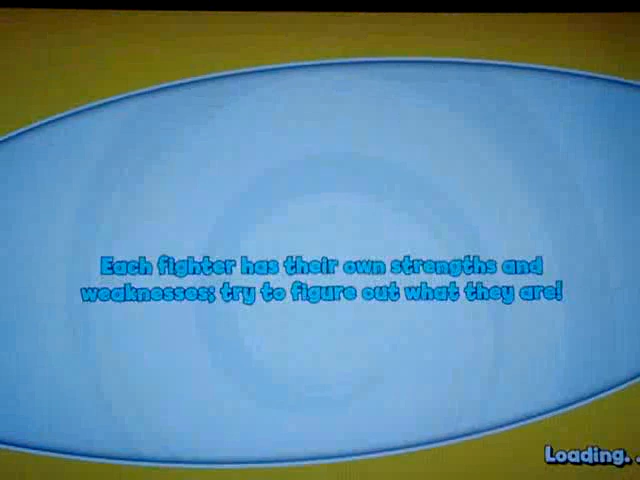 Each fighter has their own strengths and
weaknesses; try to figure out what they are!
Loading. .